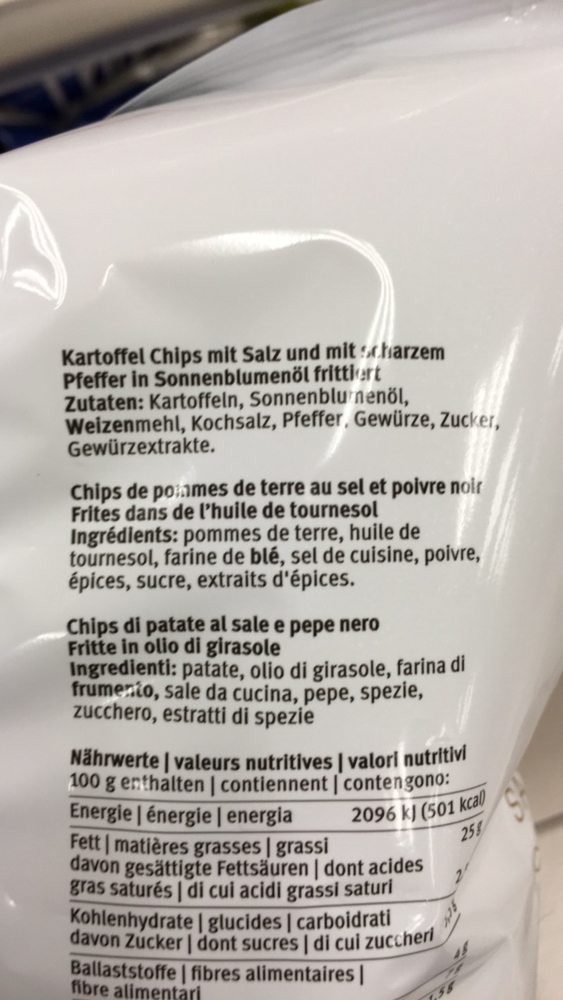 Kartoffel Chips mit Salz und mit scharzem
Pfeffer in Sonnenblumenöl frittiert
Zutaten: Kartoffeln, Sonnenblumenöl,
Weizenmehl, Kochsalz, Pfeffer, Gewürze, Zucker,
Gewürzextrakte.
Chips de pommes de terre au sel et poivre noir
Frites dans de l'huile de tournesol
Ingrédients: pommes de terre, huile de
tournesol, farine de blé, sel de cuisine, poivre,
épices, sucre, extraits d'épices.
Chips di patate al sale e pepe nero
Fritte in olio di girasole
Ingredienti: patate, olio di girasole, farina di
frumento, sale da cucina, pepe, spezie,
zucchero, estratti di spezie
Nährwerte | valeurs nutritives | valori nutritivi
100 g enthalten | contiennent | contengono:
Energie | énergie | energia 2096 kJ (501 kcal)
Fett | matières grasses | grassi 25g
davon gesättigte Fettsäuren | dont acides
gras saturés | di cui acidi grassi saturi
Kohlenhydrate | glucides | carboidrati
davon Zucker | dont sucres | di cui zuccheri
Ballaststoffe | fibres alimentaires |
fibre alimentari